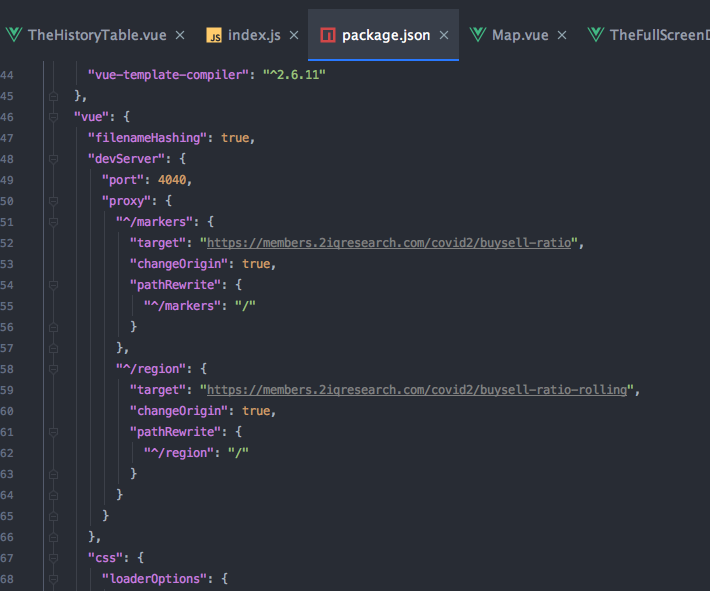 TheHistoryTable.vue × JS index.js × package.json × Map.vue × TheFullScreenD
44 "vue-template-compiler": "^2.6.11"
45 },
46 "vue": {
47 "filenameHashing": true,
48 "devServer": {
49 "port": 4040,
50 "proxy": {
51 "^/markers": {
52 "target": "https://members.2iqresearch.com/covid2/buysell-ratio",
53 "changeOrigin": true,
54 "pathRewrite": {
55 "^/markers": "/"
56 }
57 },
58 "^/region": {
59 "target": "https://members.2iqresearch.com/covid2/buysell-ratio-rolling",
60 "changeOrigin": true,
61 "pathRewrite": {
62 "^/region": "/"
63 }
64 }
65 }
66 },
67 "css": {
68 "loaderOptions": {